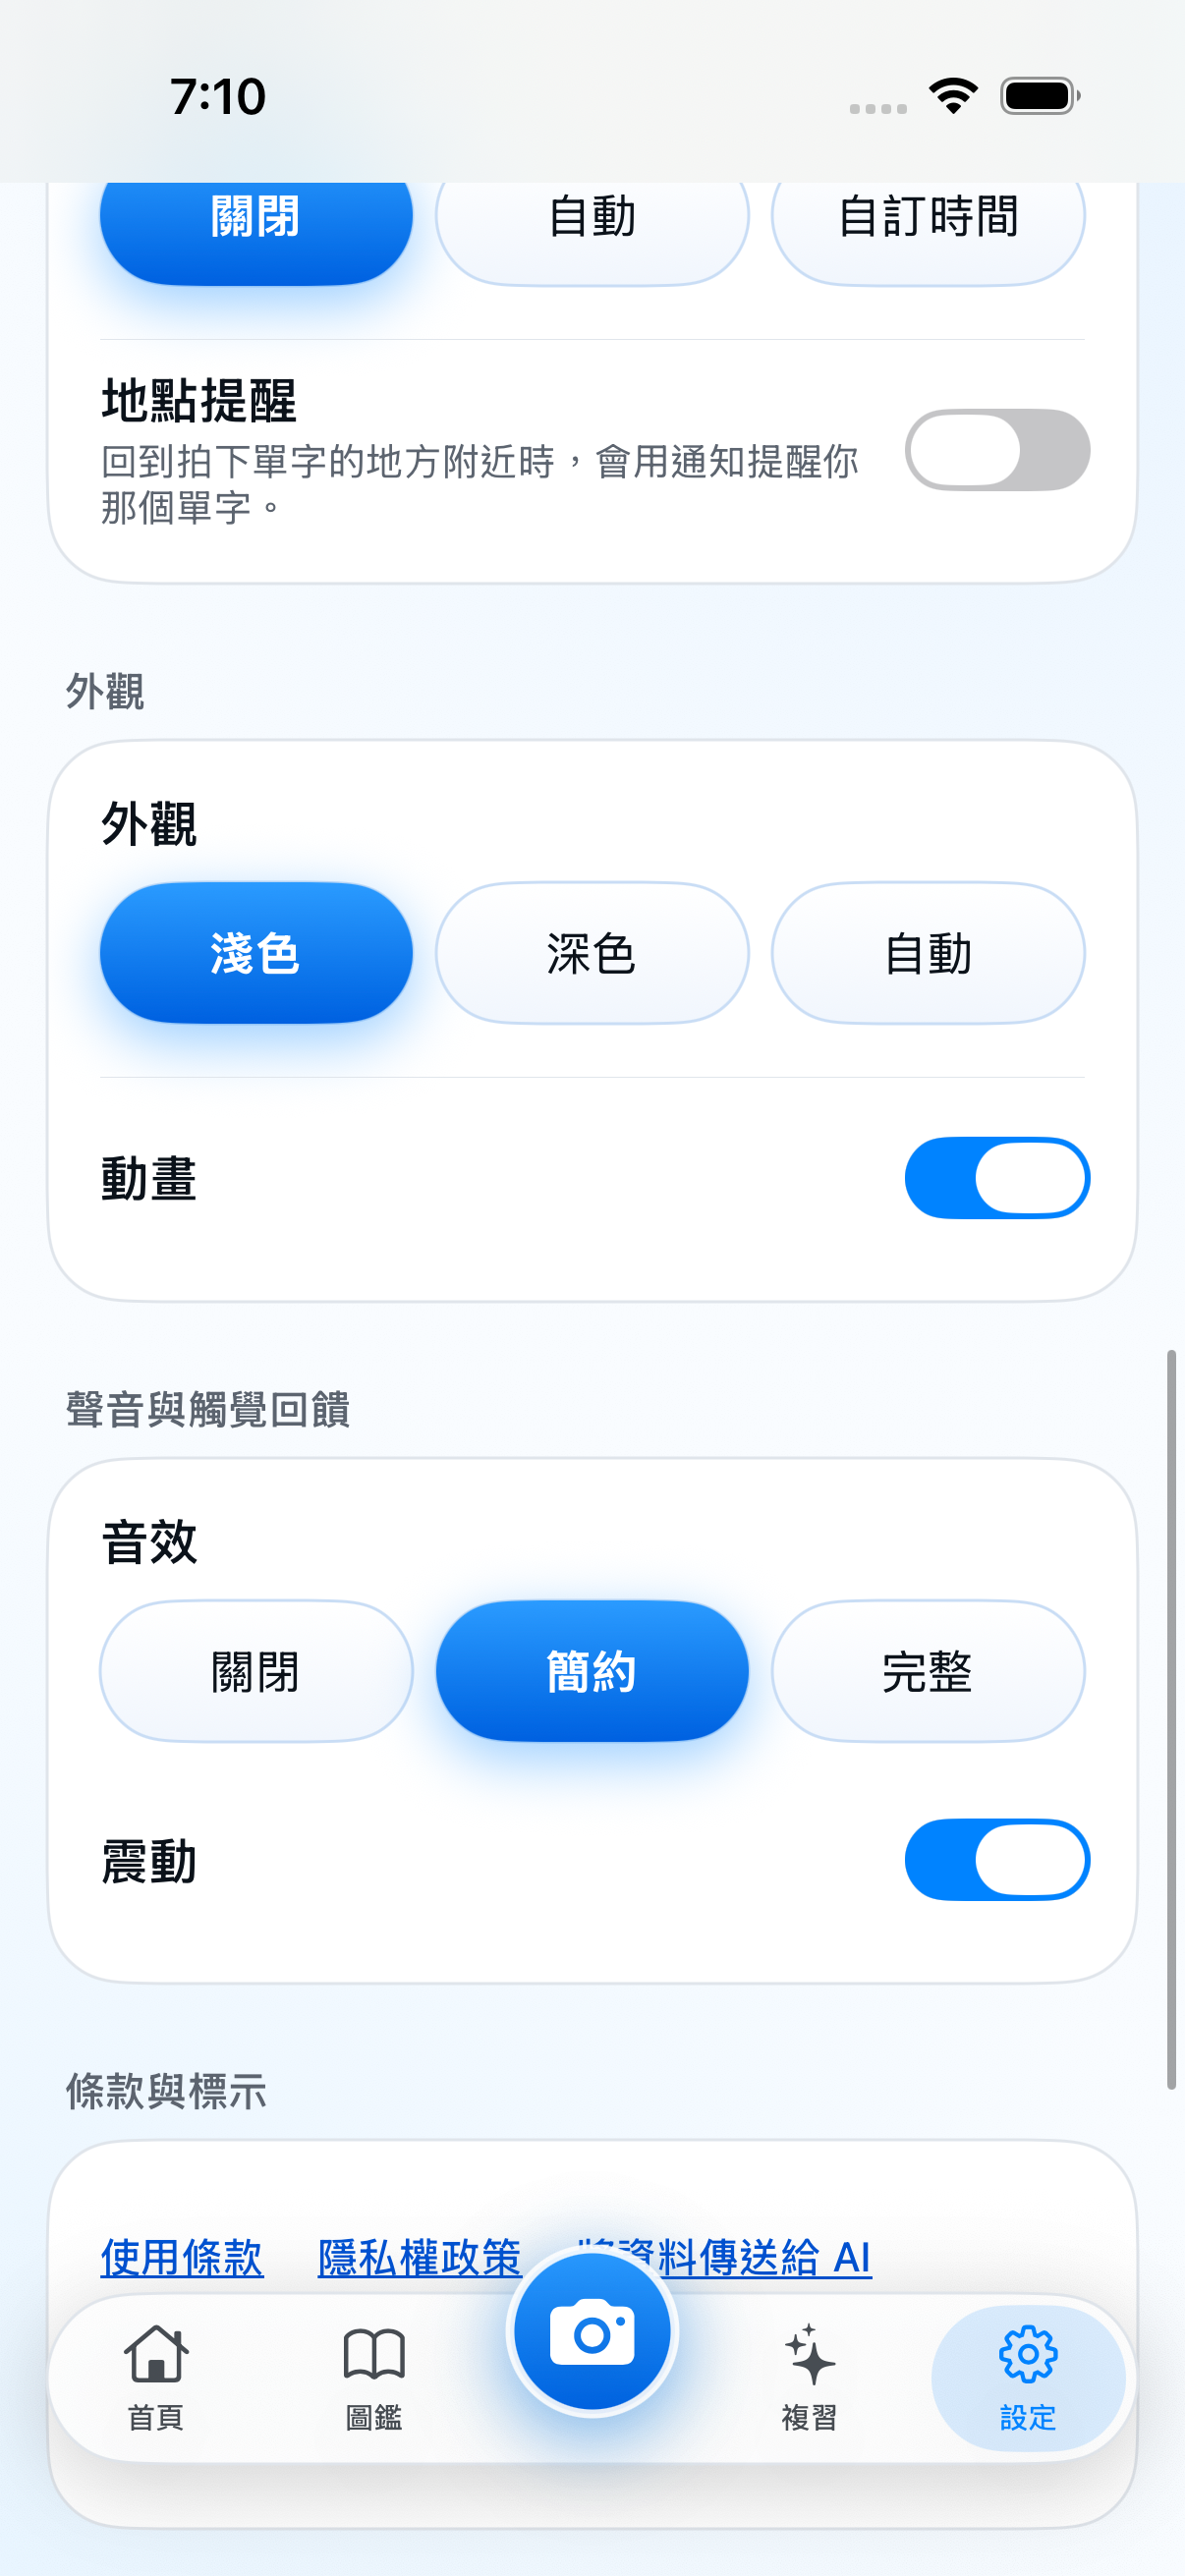 7:10
關閉 自動 自訂時間
地點提醒
回到拍下單字的地方附近時，會用通知提醒你
那個單字。
外觀
外觀
淺色 深色 自動
動畫
聲音與觸覺回饋
音效
關閉 簡約 完整
震動
條款與標示
使用條款 隱私權政策 將資料傳送給 AI
首頁 圖鑑 複習 設定